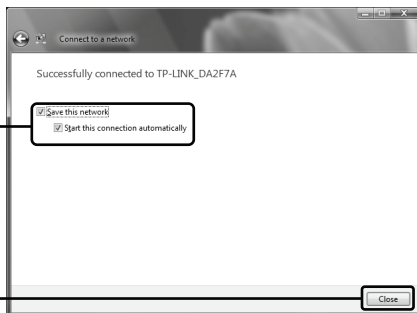 Connect to a network
Successfully connected to TP-LINK_DA2F7A
Save this network
Start this connection automatically
Close